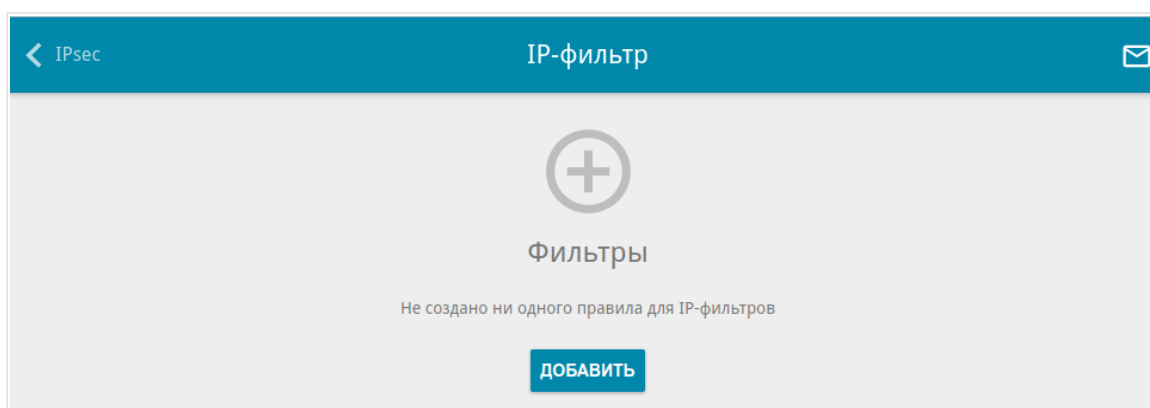 IPsec
IP-фильтр
Фильтры
Не создано ни одного правила для IP-фильтров
ДОБАВИТЬ